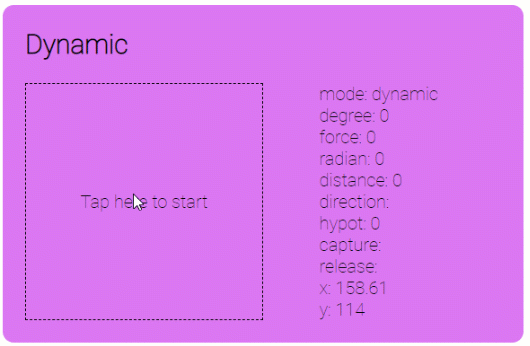 Dynamic
Tap here to start
mode: dynamic
degree: 0
force: 0
radian: 0
distance: 0
direction:
hypot: 0
capture:
release:
x: 158.61
y: 114